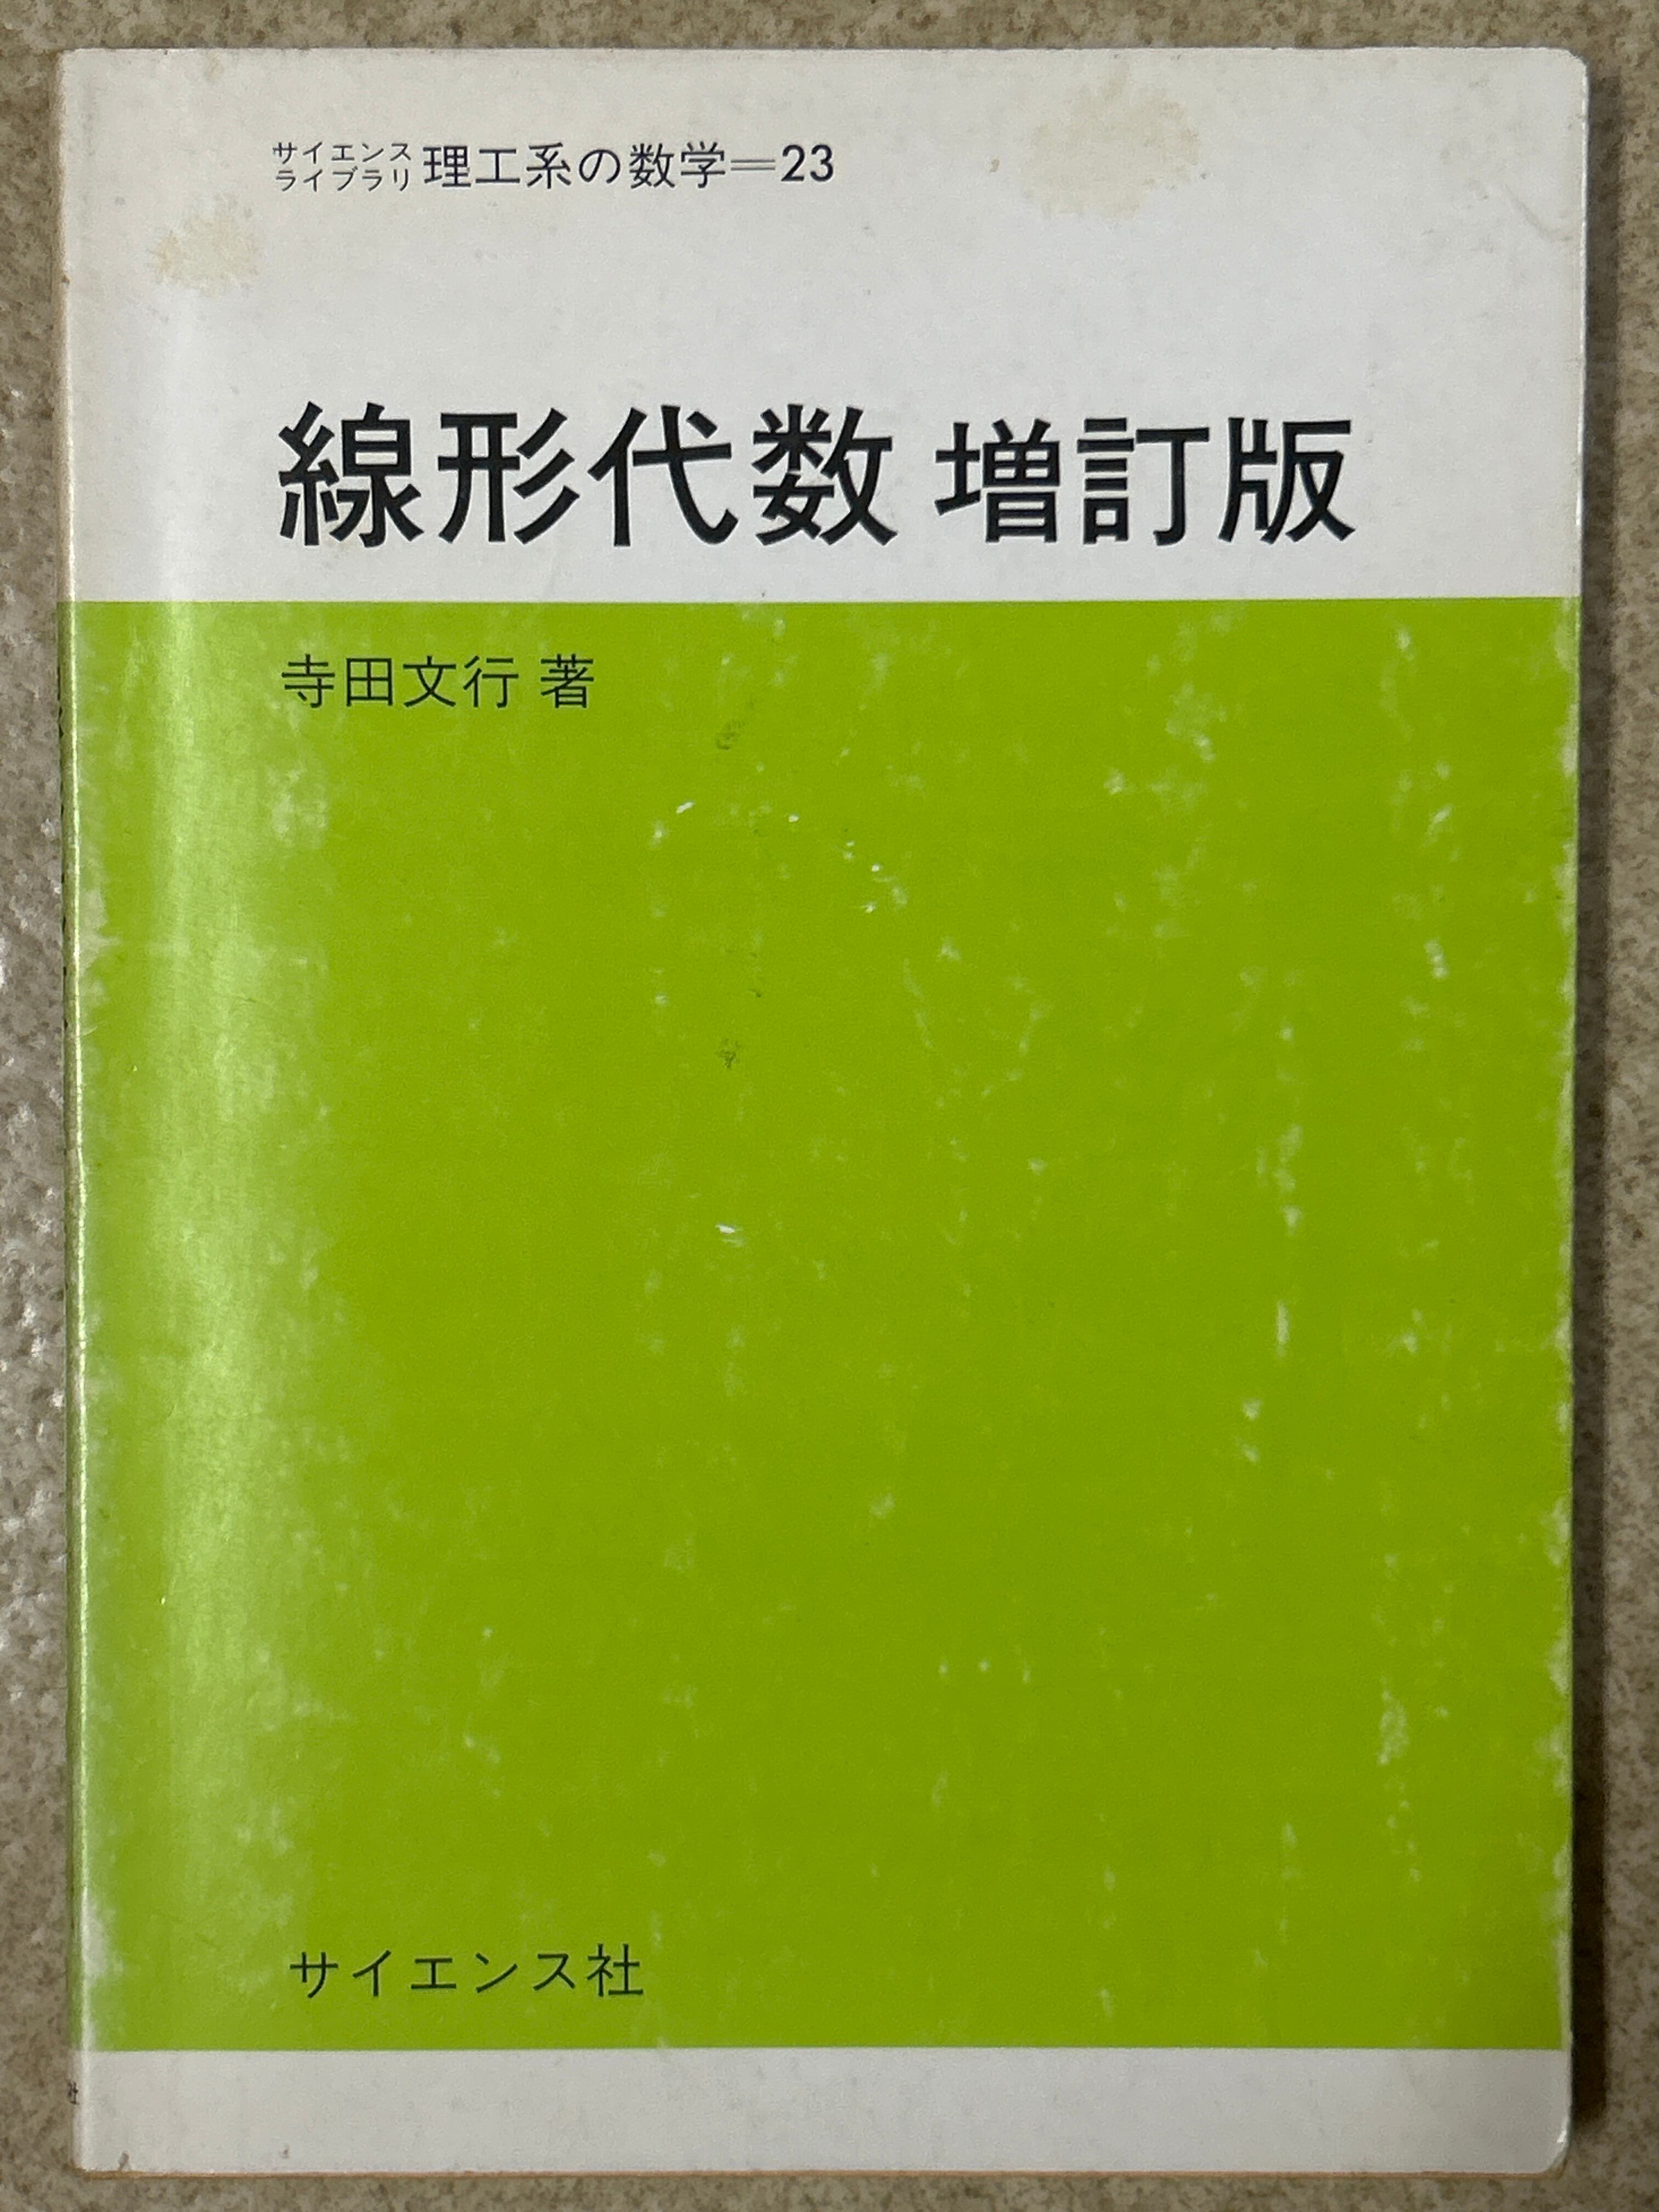 サイエンス
ライブラリ 理工系の数学=23
線形代数 増訂版
寺田文行 著
サイエンス社